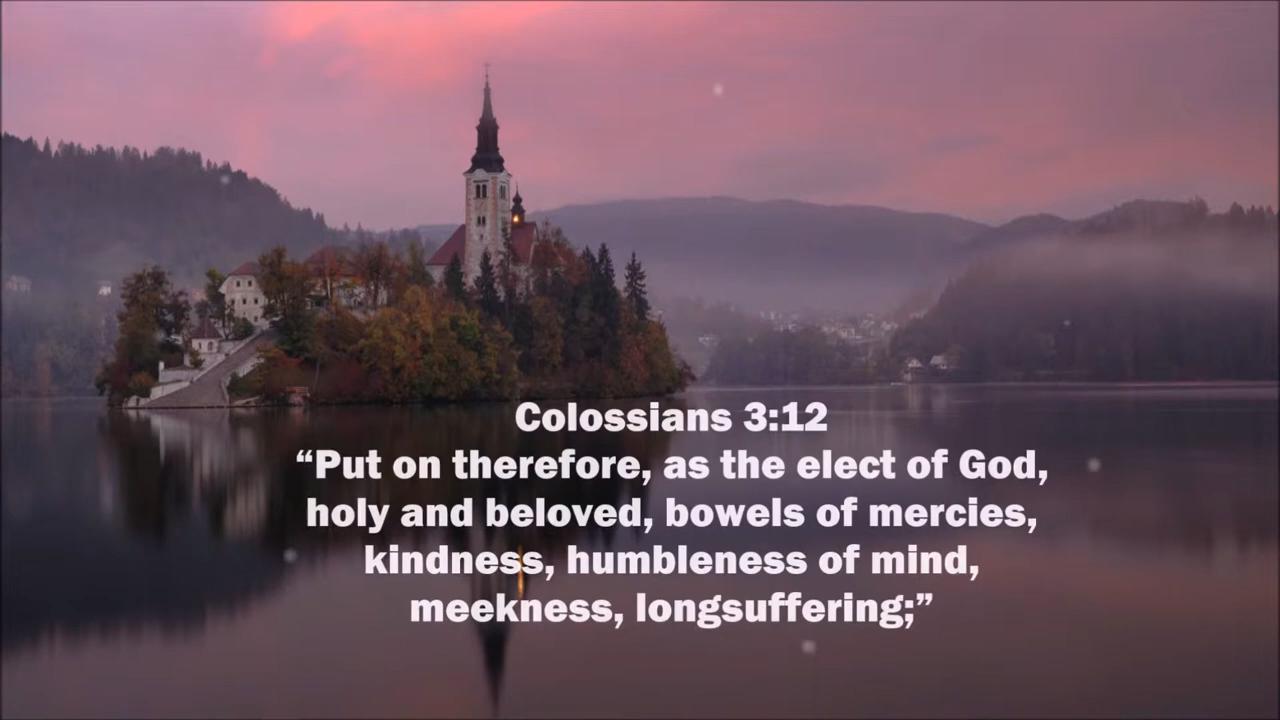 Colossians 3:12
“Put on therefore, as the elect of God,
holy and beloved, bowels of mercies,
kindness, humbleness of mind,
meekness, longsuffering;”